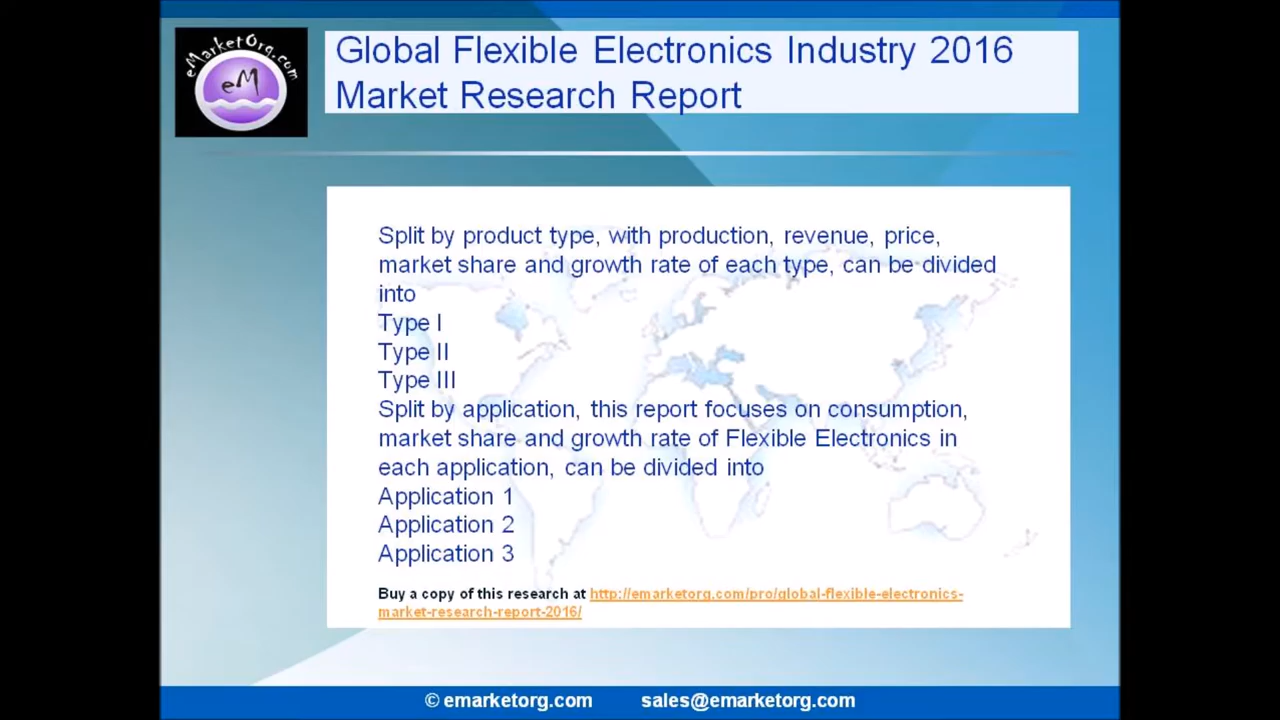 eMarketOrg.com
eM
Global Flexible Electronics Industry 2016
Market Research Report
Split by product type, with production, revenue, price,
market share and growth rate of each type, can be divided
into
Type I
Type II
Type III
Split by application, this report focuses on consumption,
market share and growth rate of Flexible Electronics in
each application, can be divided into
Application 1
Application 2
Application 3
Buy a copy of this research at http://emarketorg.com/pro/global-flexible-electronics-
market-research-report-2016/
© emarketorg.com sales@emarketorg.com